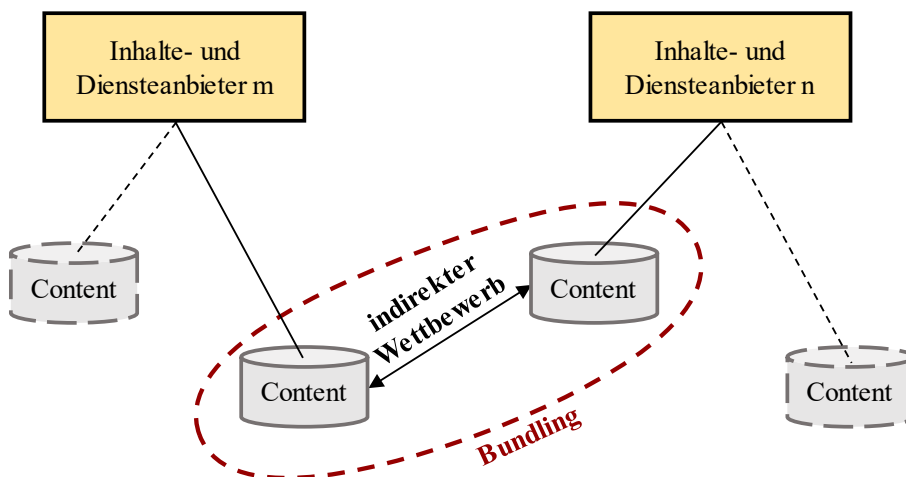 Inhalte- und
Diensteanbieter m
Inhalte- und
Diensteanbieter n
Content
Content
indirekter
Wettbewerb
Content
Content
Bundling